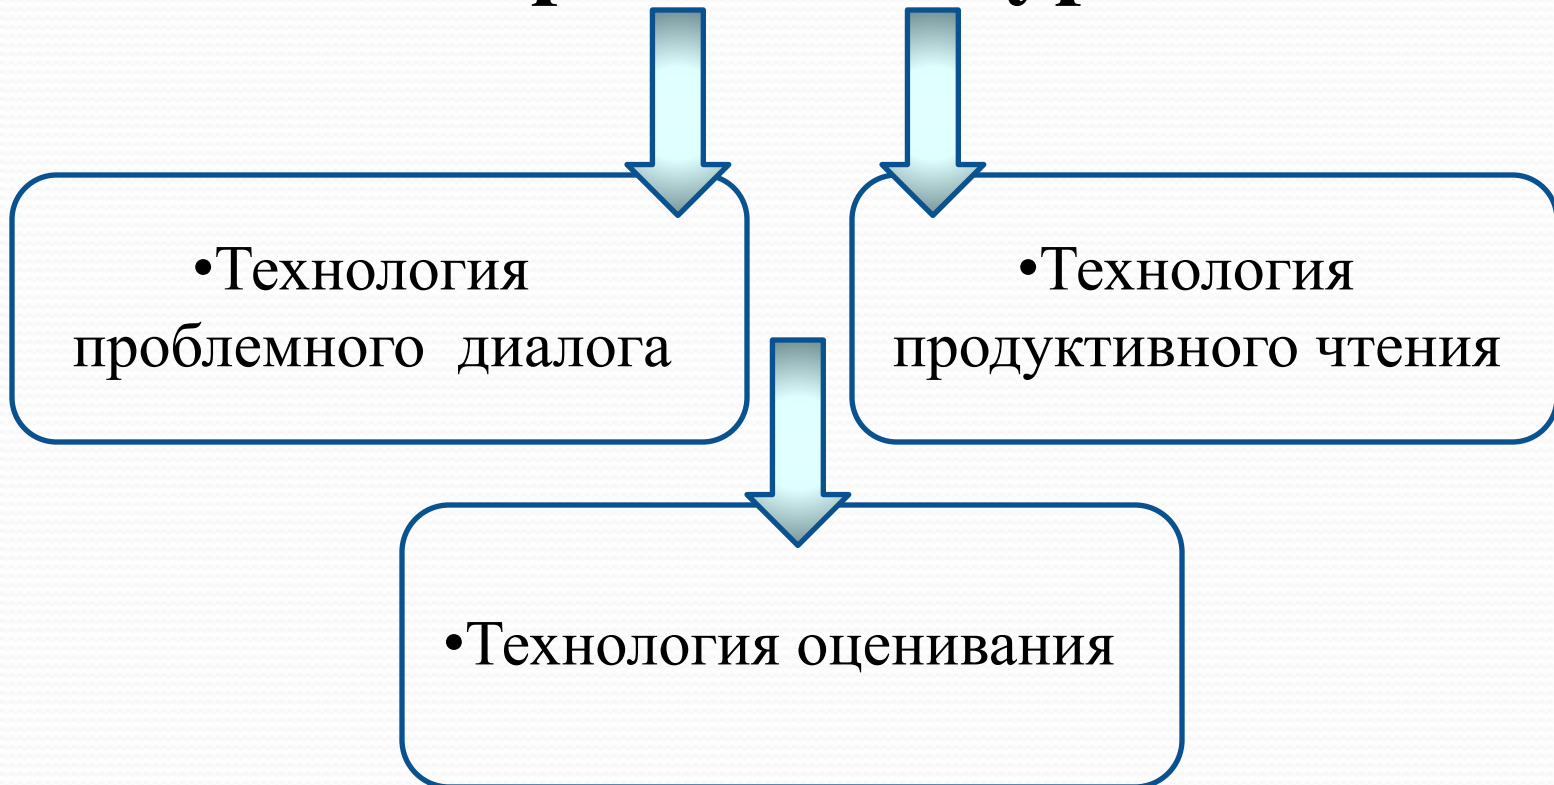 •Технология
проблемного  диалога
•Технология
продуктивного чтения
•Технология оценивания